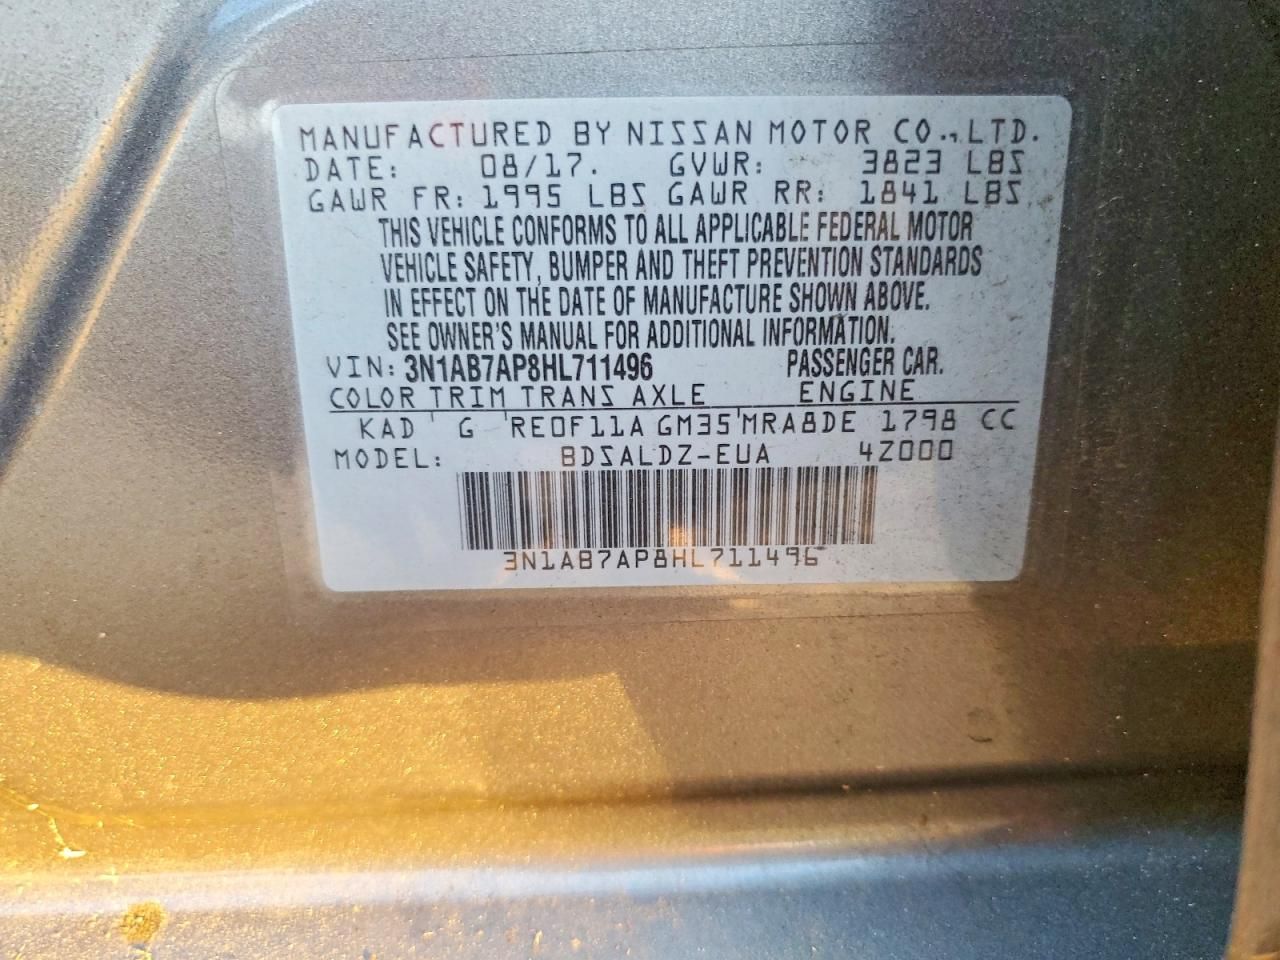 MANUFACTURED BY NISSAN MOTOR CO., LTD.
DATE: 08/17. GVWR: 3823 LBS
GAWR FR: 1995 LBS GAWR RR: 1841 LBS
THIS VEHICLE CONFORMS TO ALL APPLICABLE FEDERAL MOTOR
VEHICLE SAFETY, BUMPER AND THEFT PREVENTION STANDARDS
IN EFFECT ON THE DATE OF MANUFACTURE SHOWN ABOVE.
SEE OWNER'S MANUAL FOR ADDITIONAL INFORMATION.
VIN: 3N1AB7AP8HL711496 PASSENGER CAR.
COLOR TRIM TRANS AXLE ENGINE
KAD G RE0F11A GM35 MRA8DE 1798 CC
MODEL: BDSALDZ-EUA 4Z000
3N1AB7AP8HL711496